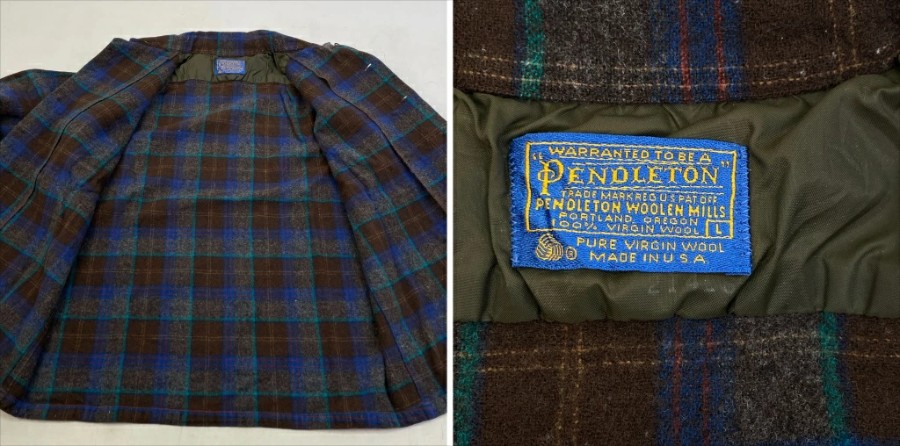 WARRANTED TO BE A
"PENDLETON"
TRADE MARK REG U.S. PAT OFF
PENDLETON WOOLEN MILLS
PORTLAND, OREGON
100% VIRGIN WOOL L
PURE VIRGIN WOOL
MADE IN U.S.A.